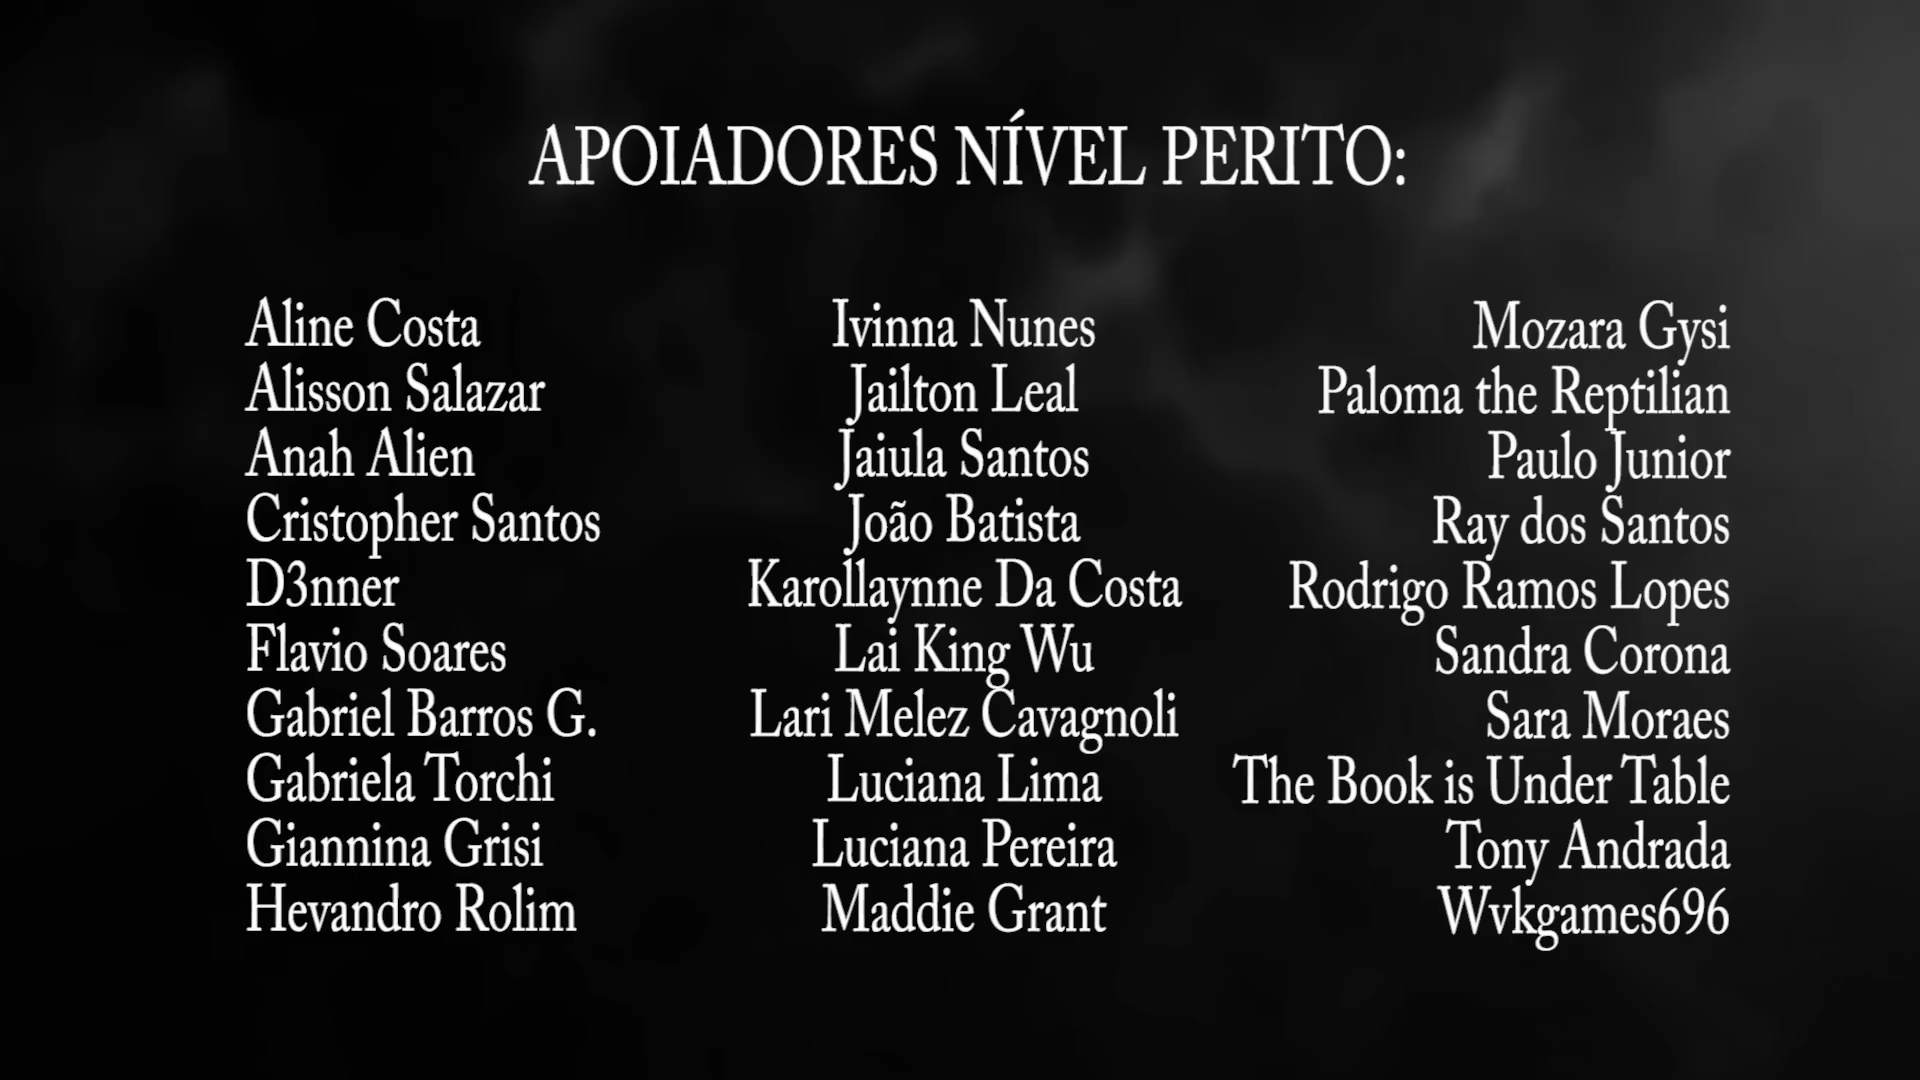 APOIADORES NÍVEL PERITO:
Aline Costa
Alisson Salazar
Anah Alien
Cristopher Santos
D3nner
Flavio Soares
Gabriel Barros G.
Gabriela Torchi
Giannina Grisi
Hevandro Rolim
Ivinna Nunes
Jailton Leal
Jaiula Santos
João Batista
Karollaynne Da Costa
Lai King Wu
Lari Melez Cavagnoli
Luciana Lima
Luciana Pereira
Maddie Grant
Mozara Gysi
Paloma the Reptilian
Paulo Junior
Ray dos Santos
Rodrigo Ramos Lopes
Sandra Corona
Sara Moraes
The Book is Under Table
Tony Andrada
Wvkgames696